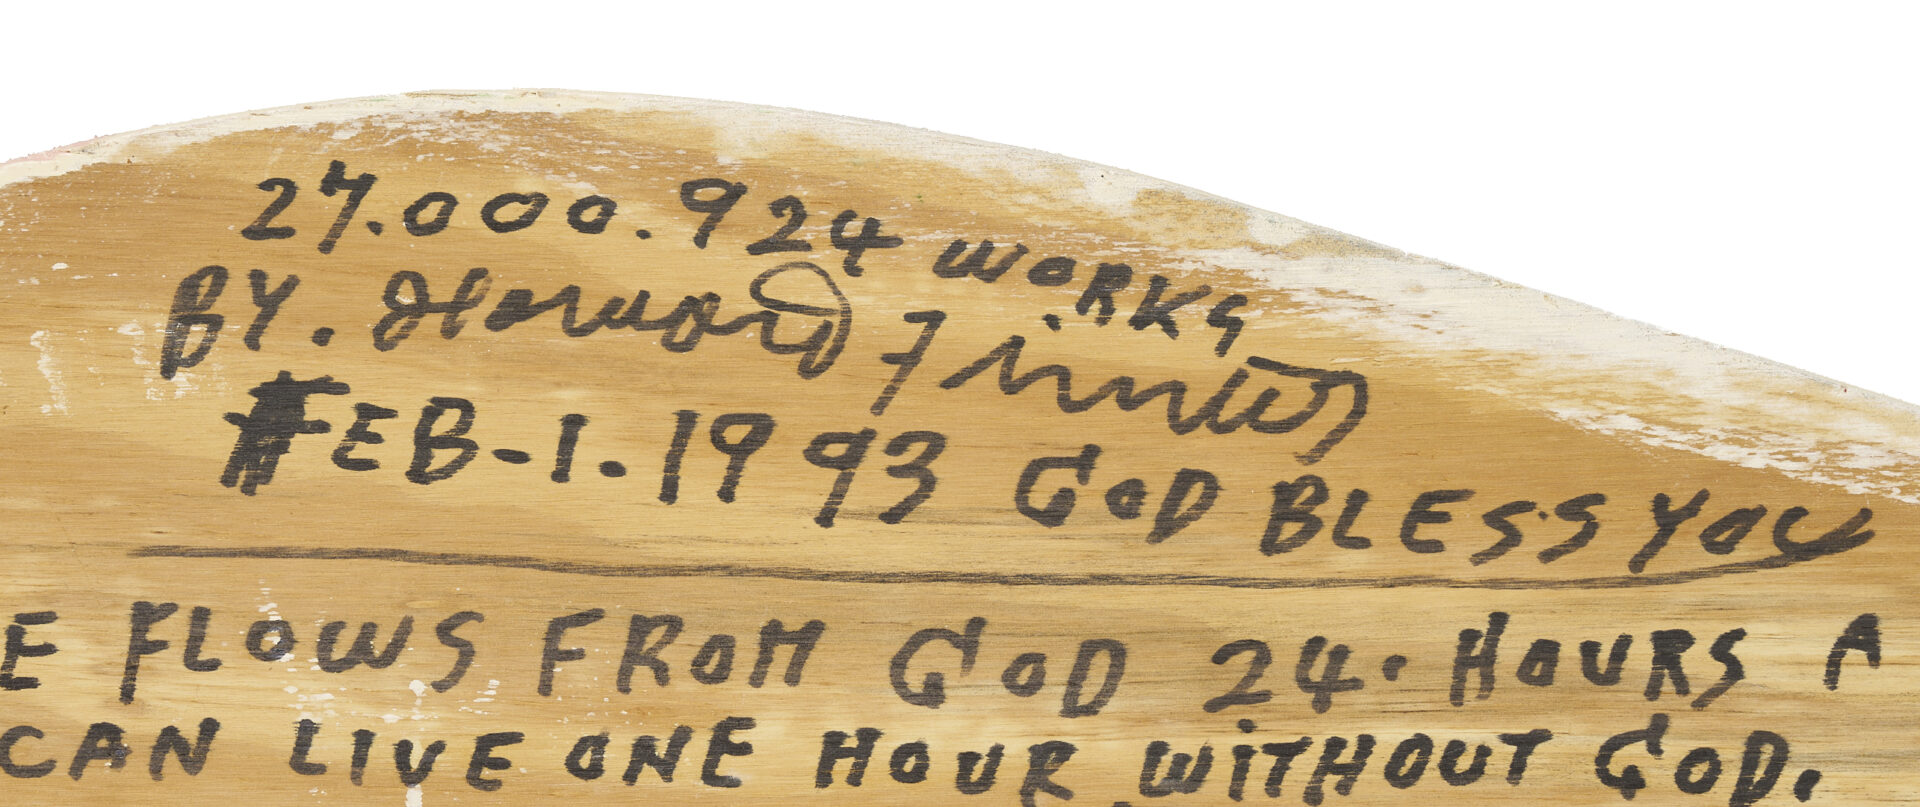 27.000.924 WORKS
BY. Howard Finster
FEB-1.1993 GOD BLESS YOU
E FLOWS FROM GOD 24. HOURS A
CAN LIVE ONE HOUR WITHOUT GOD.